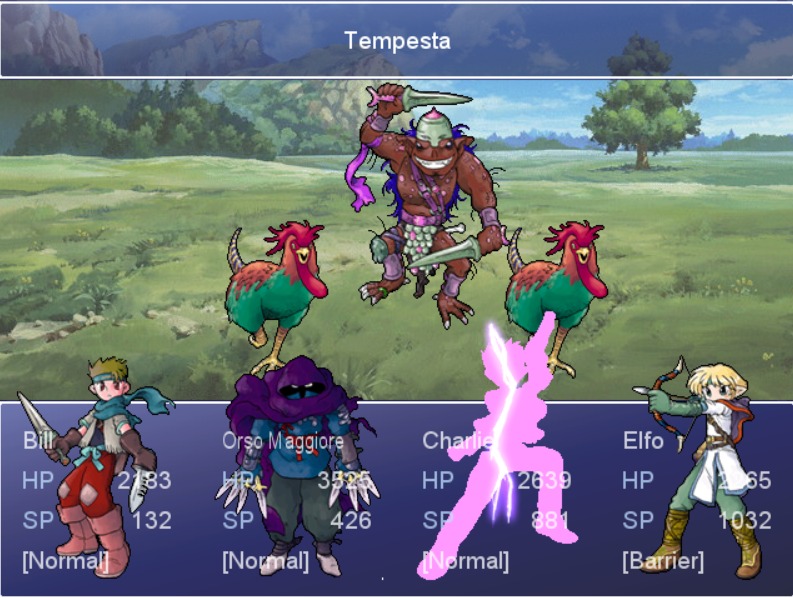 Tempesta
Bill Orso Maggiore Charlie Elfo
HP 2183 HP 3525 HP 2639 HP
SP 132 SP 426 SP 881 SP 1032
[Normal] [Normal] [Normal] [Barrier]